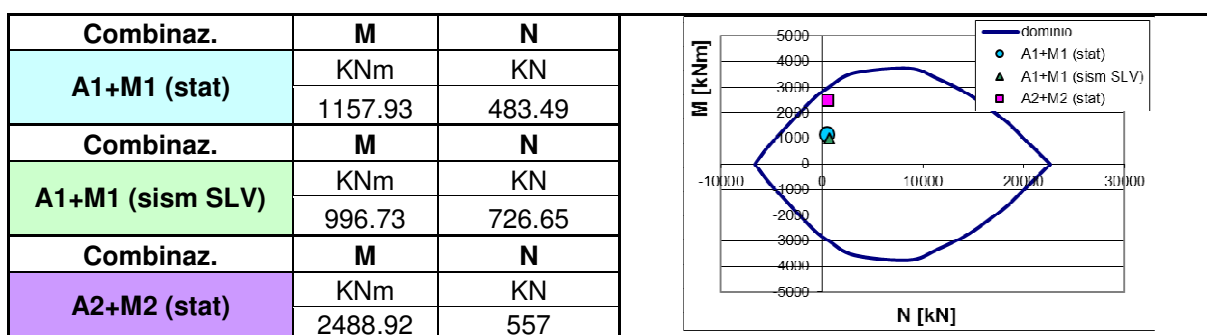 Combinaz. M N
A1+M1 (stat) KNm KN
1157.93 483.49
Combinaz. M N
A1+M1 (sism SLV) KNm KN
996.73 726.65
Combinaz. M N
A2+M2 (stat) KNm KN
2488.92 557
M [kNm]
5000
4000
3000
2000
1000
0
-1000
-2000
-3000
-4000
-5000
-10000 0 10000 20000 30000
N [kN]
dominio
A1+M1 (stat)
A1+M1 (sism SLV)
A2+M2 (stat)